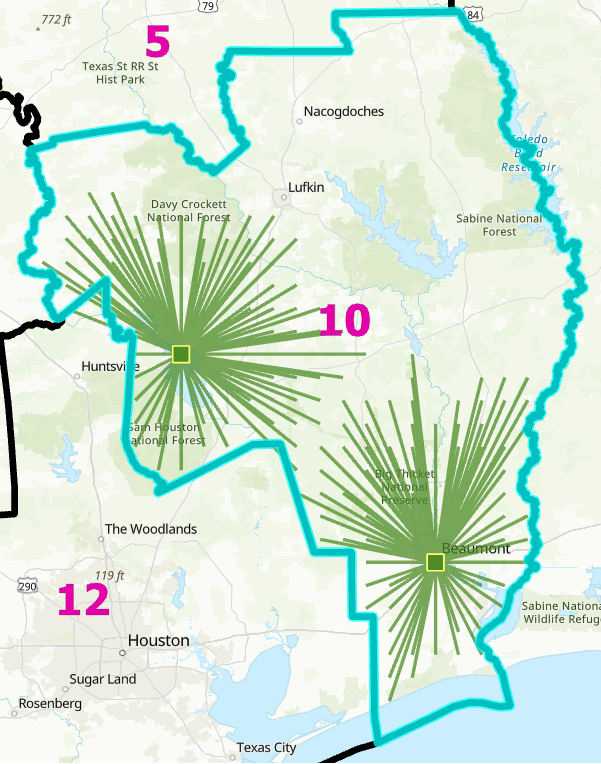 79
772 ft
84
5
Texas St RR St
Hist Park
Nacogdoches
Toledo
Bend
Reservoir
Lufkin
Davy Crockett
National Forest
Sabine National
Forest
10
Huntsville
Sam Houston
National Forest
Big Thicket
National
Preserve
The Woodlands
Beaumont
119 ft
290
12
Sabine Nationa
Wildlife Refug
Houston
Sugar Land
Rosenberg
Texas City